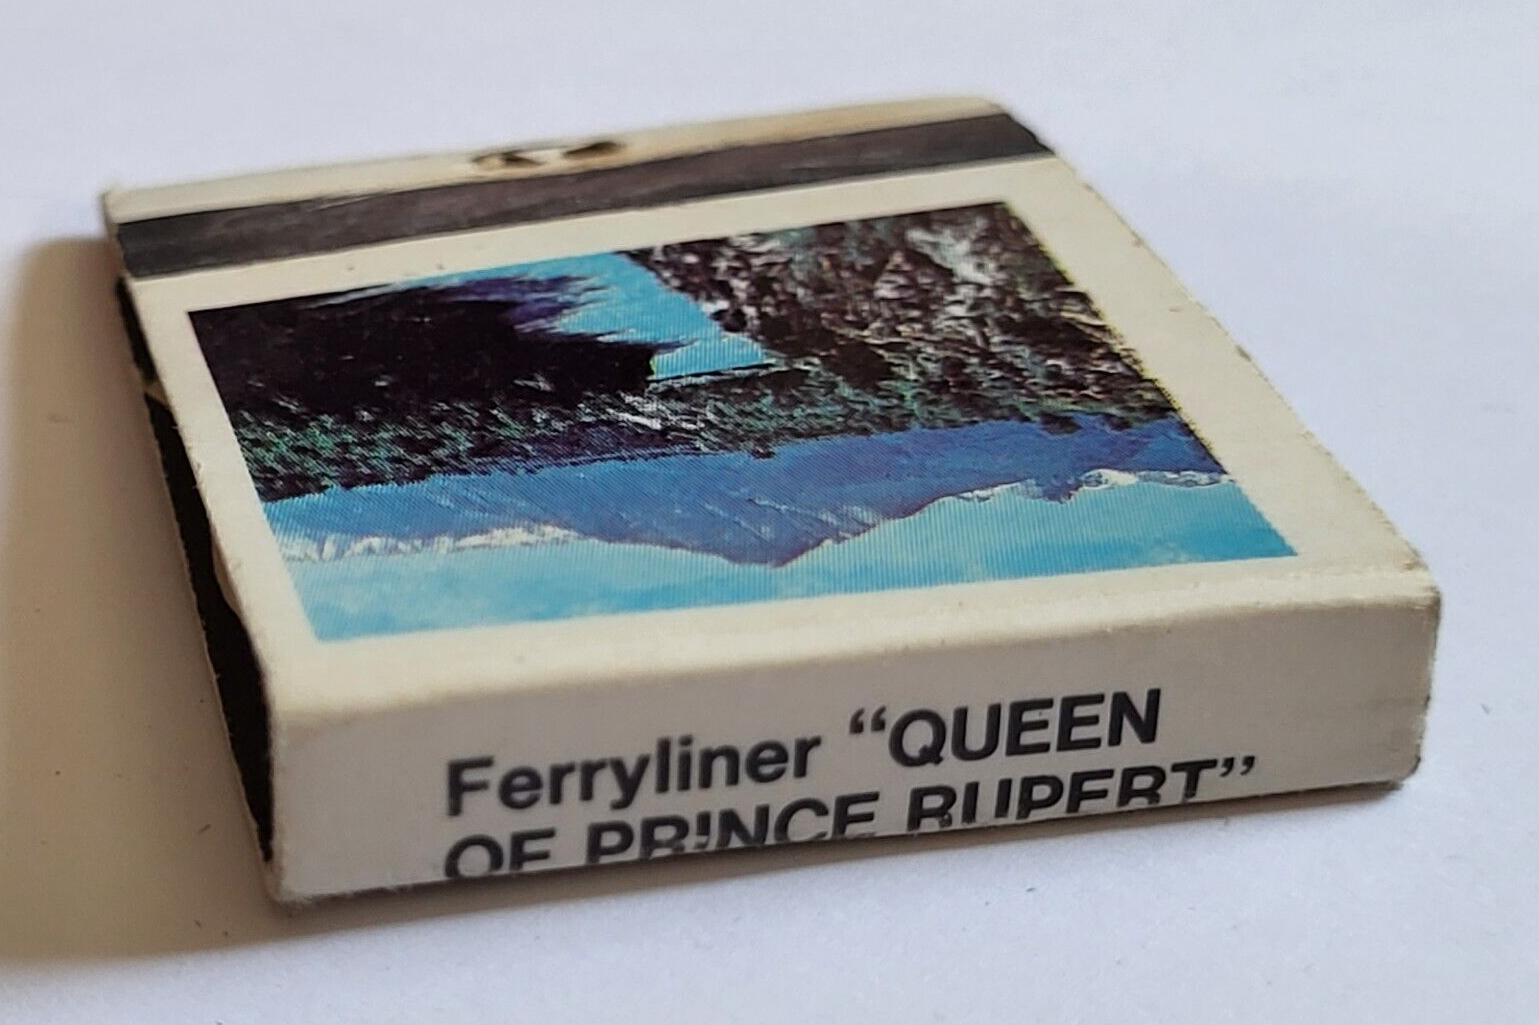 Ferryliner “QUEEN
OF PRINCE RUPERT”